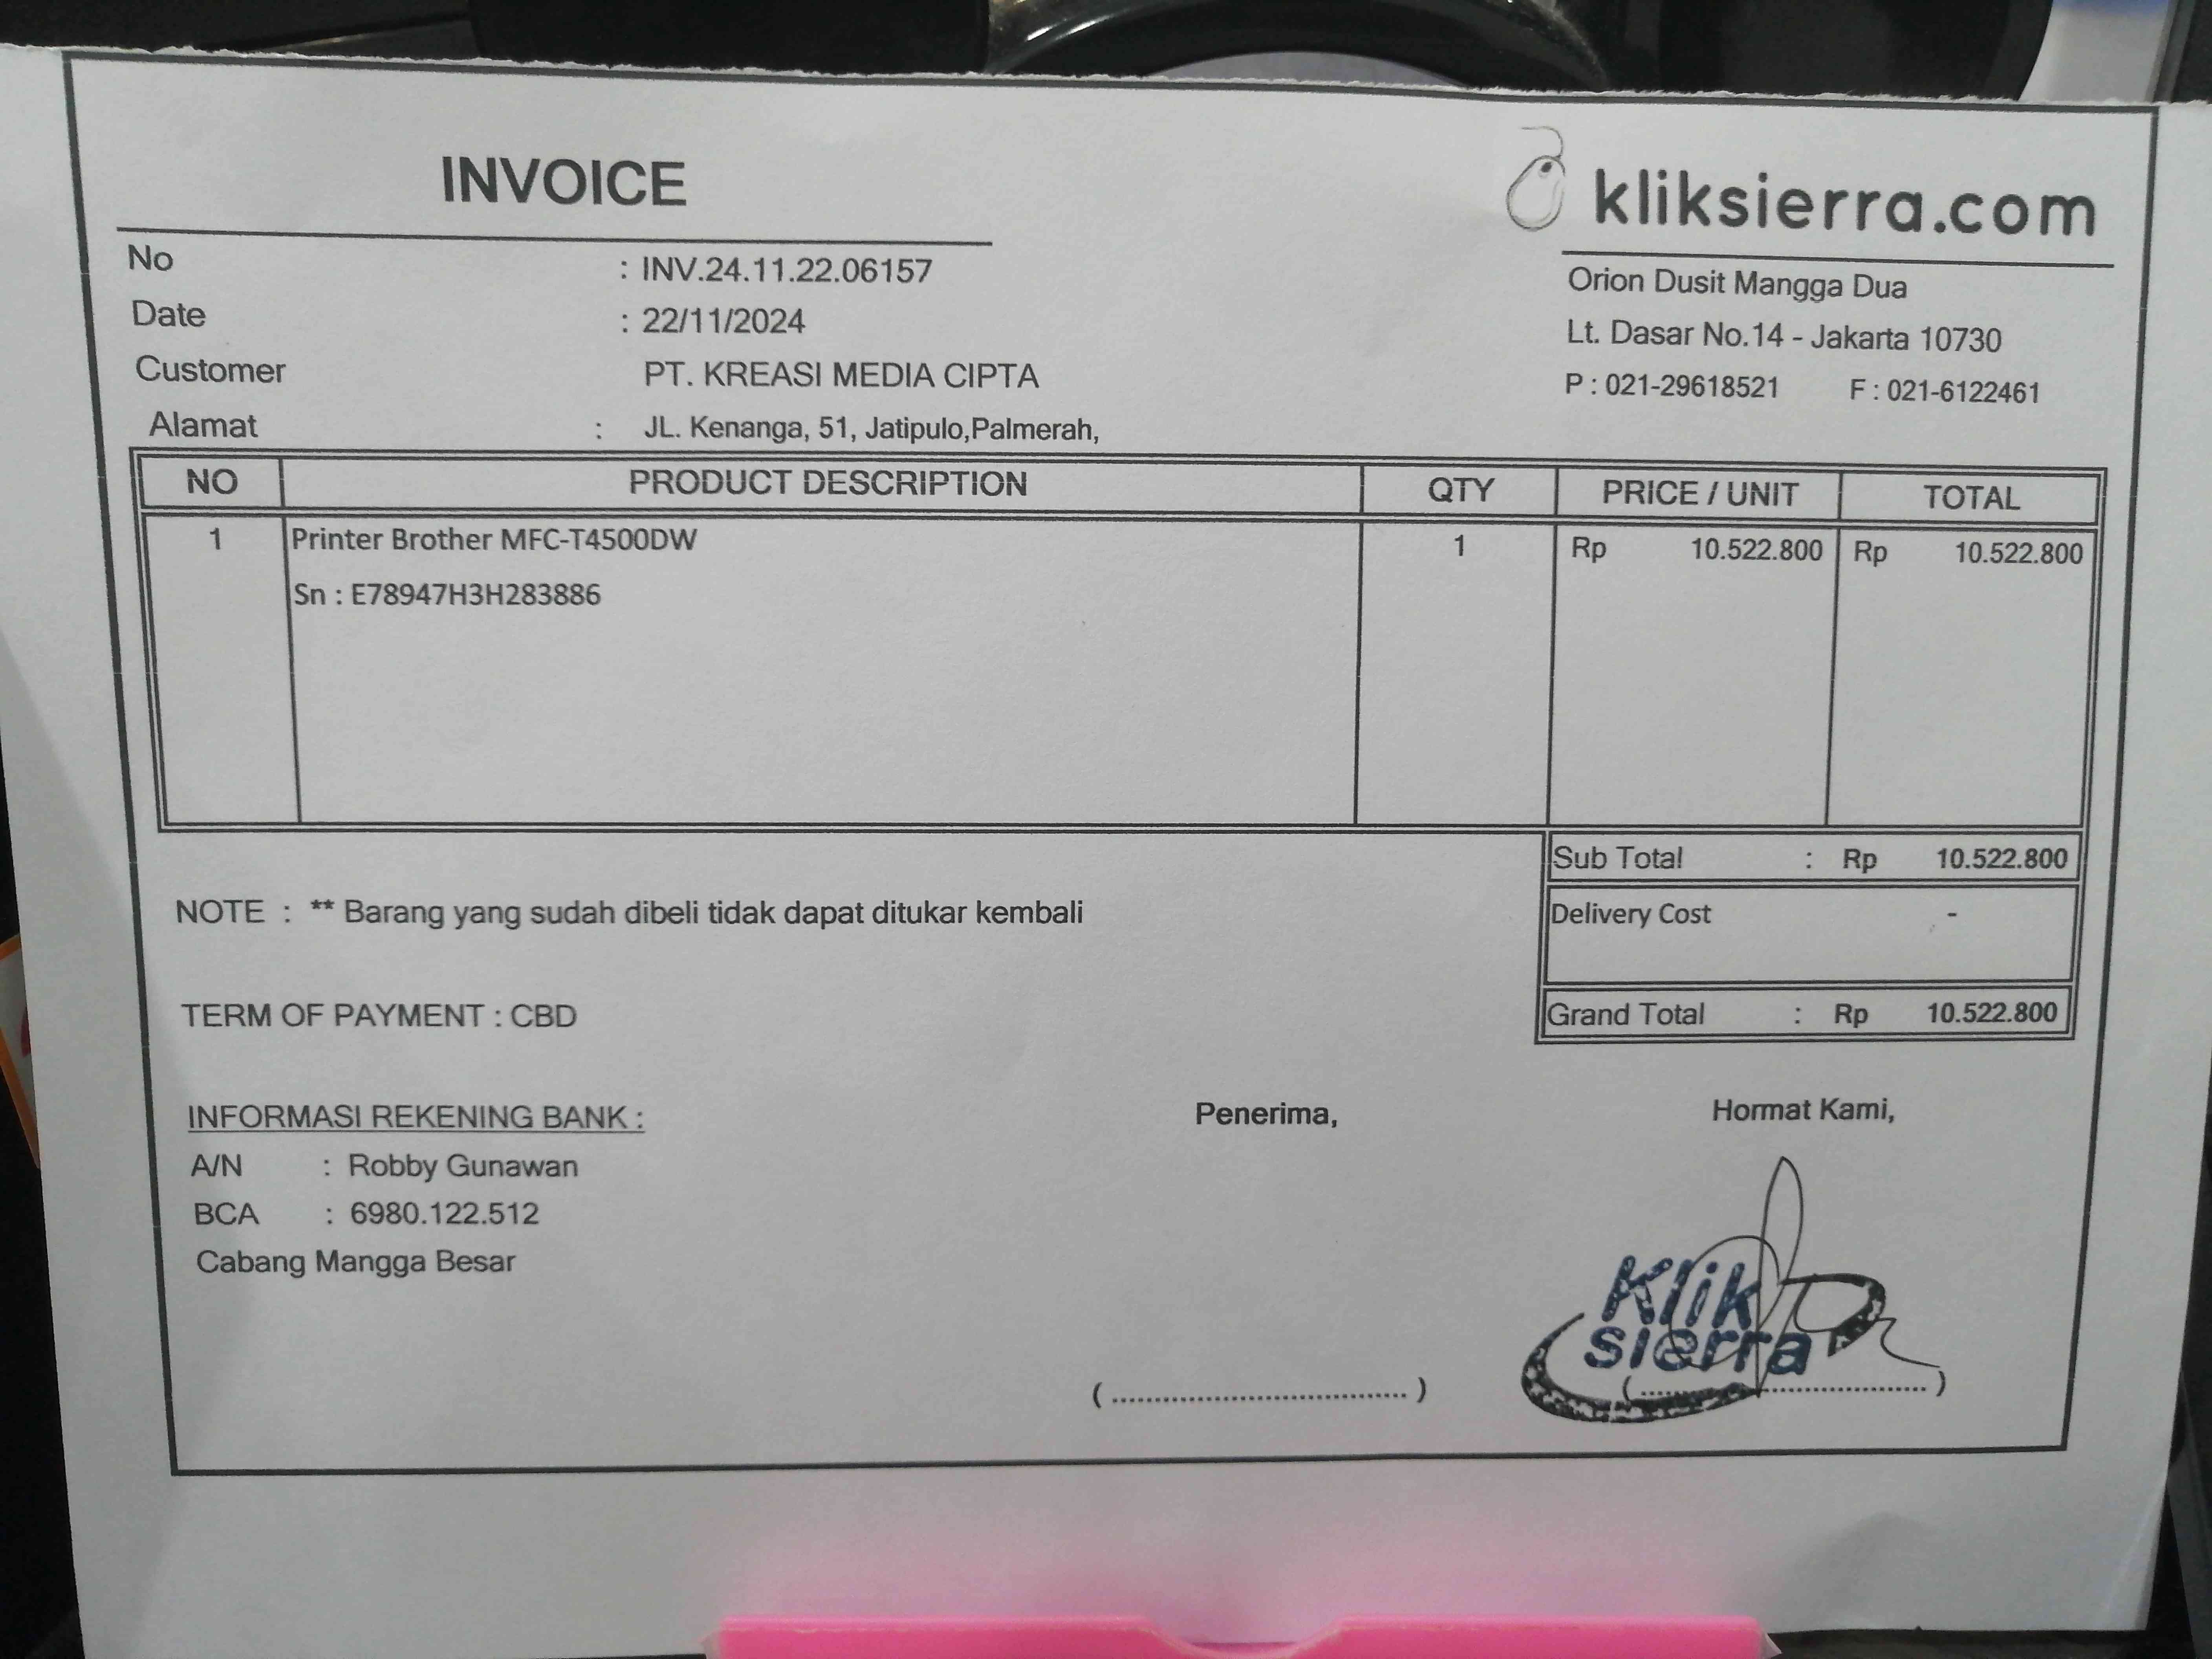 INVOICE
kliksierra.com
No : INV.24.11.22.06157
Date : 22/11/2024
Customer PT. KREASI MEDIA CIPTA
Alamat : JL. Kenanga, 51, Jatipulo,Palmerah,
Orion Dusit Mangga Dua
Lt. Dasar No.14 - Jakarta 10730
P : 021-29618521 F : 021-6122461
NO PRODUCT DESCRIPTION QTY PRICE / UNIT TOTAL
1 Printer Brother MFC-T4500DW 1 Rp 10.522.800 Rp 10.522.800
Sn : E78947H3H283886
Sub Total : Rp 10.522.800
NOTE : ** Barang yang sudah dibeli tidak dapat ditukar kembali
Delivery Cost -
TERM OF PAYMENT : CBD
Grand Total : Rp 10.522.800
INFORMASI REKENING BANK :
A/N : Robby Gunawan
BCA : 6980.122.512
Cabang Mangga Besar
Penerima,
(..............................)
Hormat Kami,
Klik
sierra
(..............................)